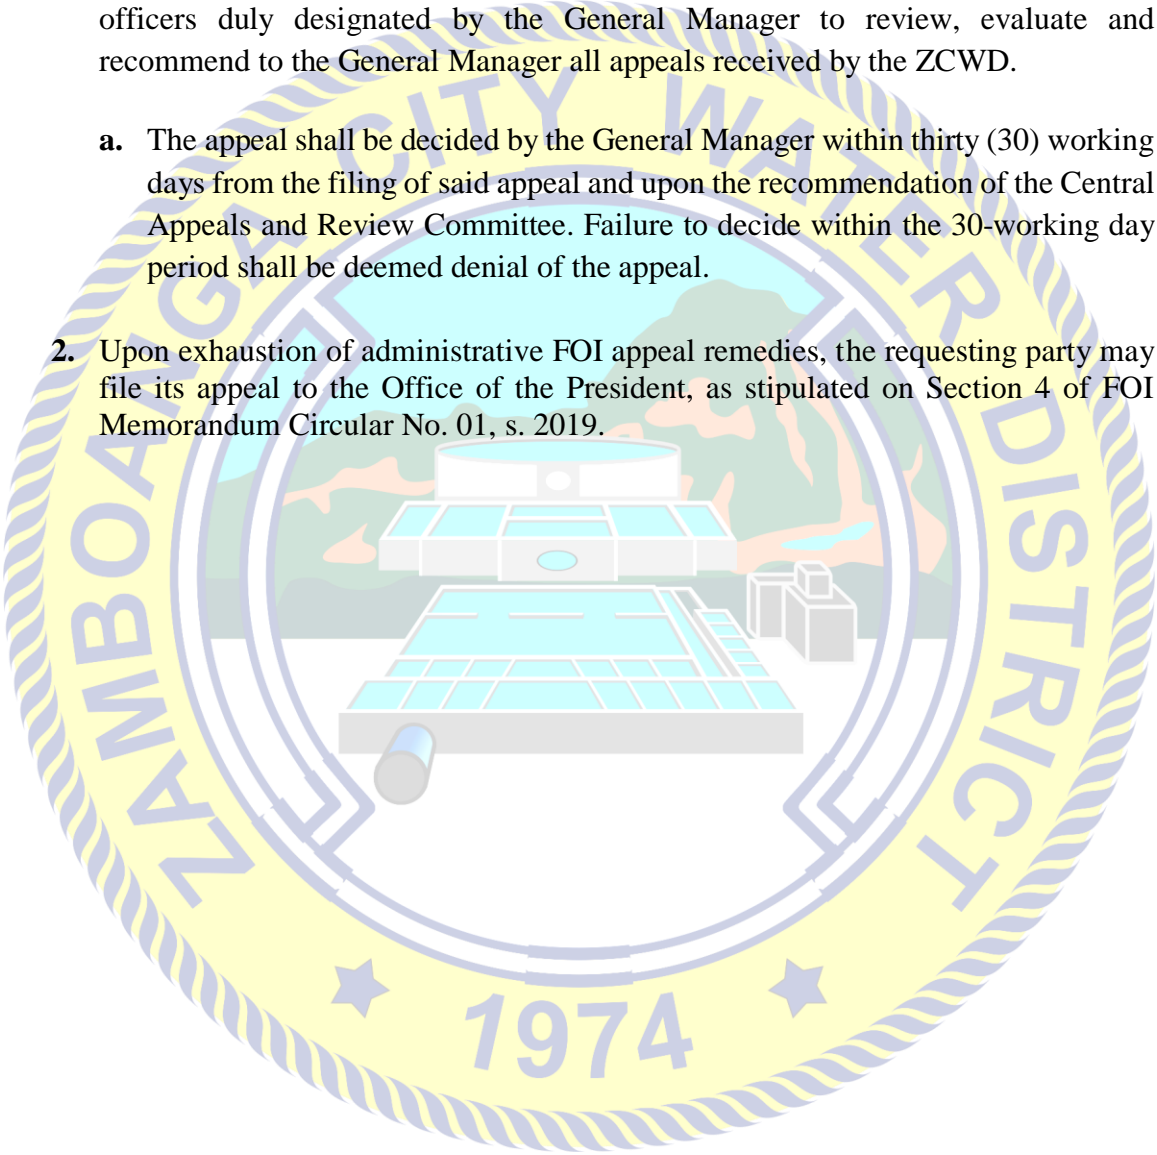 officers duly designated by the General Manager to review, evaluate and
recommend to the General Manager all appeals received by the ZCWD.
a. The appeal shall be decided by the General Manager within thirty (30) working
days from the filing of said appeal and upon the recommendation of the Central
Appeals and Review Committee. Failure to decide within the 30-working day
period shall be deemed denial of the appeal.
2. Upon exhaustion of administrative FOI appeal remedies, the requesting party may
file its appeal to the Office of the President, as stipulated on Section 4 of FOI
Memorandum Circular No. 01, s. 2019.
ZAMBOANGA CITY WATER DISTRICT
1974